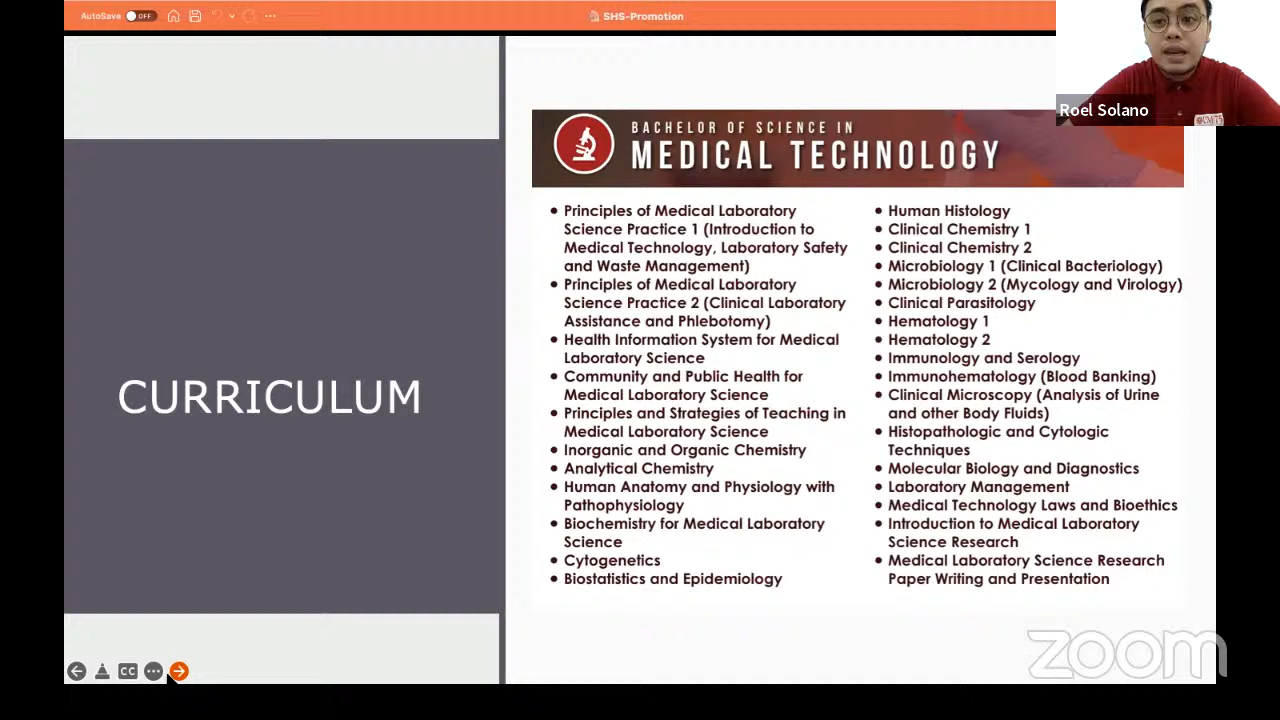 AutoSave OFF
SHS-Promotion
Roel Solano
CURRICULUM
BACHELOR OF SCIENCE IN
MEDICAL TECHNOLOGY
• Principles of Medical Laboratory
Science Practice 1 (Introduction to
Medical Technology, Laboratory Safety
and Waste Management)
• Principles of Medical Laboratory
Science Practice 2 (Clinical Laboratory
Assistance and Phlebotomy)
• Health Information System for Medical
Laboratory Science
• Community and Public Health for
Medical Laboratory Science
• Principles and Strategies of Teaching in
Medical Laboratory Science
• Inorganic and Organic Chemistry
• Analytical Chemistry
• Human Anatomy and Physiology with
Pathophysiology
• Biochemistry for Medical Laboratory
Science
• Cytogenetics
• Biostatistics and Epidemiology
• Human Histology
• Clinical Chemistry 1
• Clinical Chemistry 2
• Microbiology 1 (Clinical Bacteriology)
• Microbiology 2 (Mycology and Virology)
• Clinical Parasitology
• Hematology 1
• Hematology 2
• Immunology and Serology
• Immunohematology (Blood Banking)
• Clinical Microscopy (Analysis of Urine
and other Body Fluids)
• Histopathologic and Cytologic
Techniques
• Molecular Biology and Diagnostics
• Laboratory Management
• Medical Technology Laws and Bioethics
• Introduction to Medical Laboratory
Science Research
• Medical Laboratory Science Research
Paper Writing and Presentation
CC
zoom